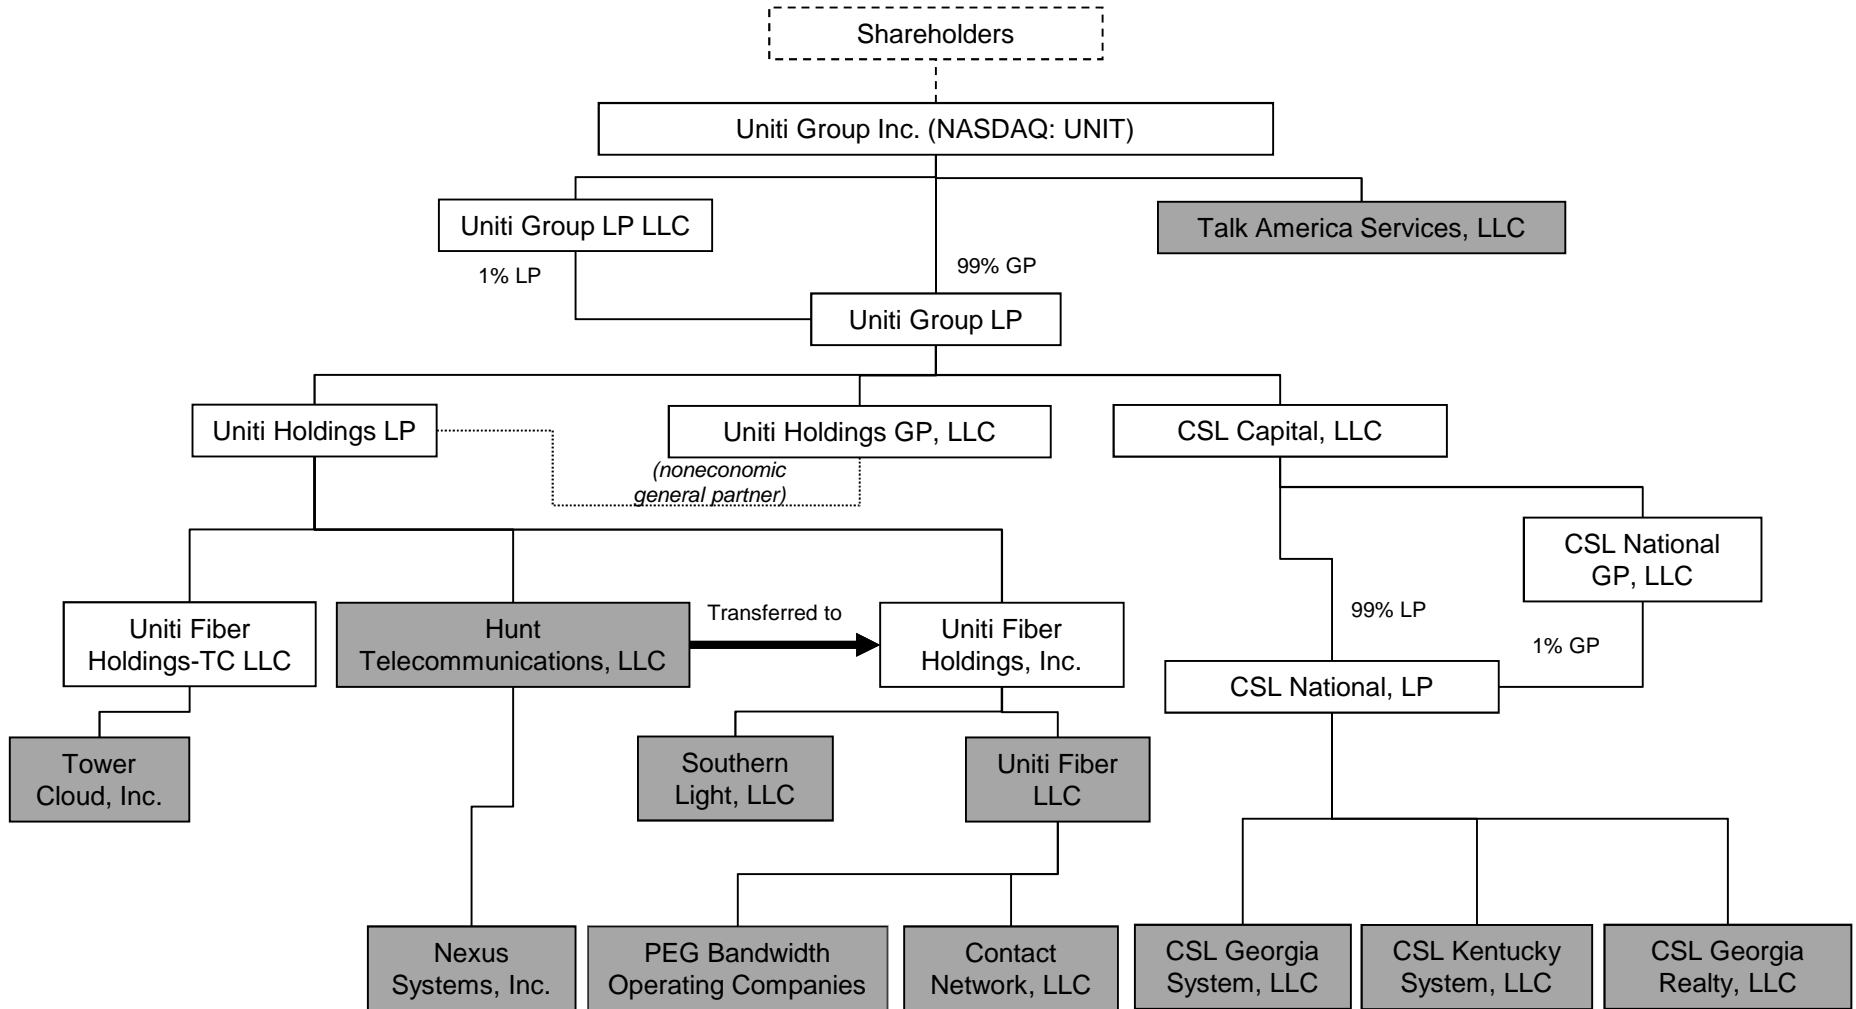 Shareholders
Uniti Group Inc. (NASDAQ: UNIT)
Uniti Group LP LLC
Talk America Services, LLC
1% LP
99% GP
Uniti Group LP
Uniti Holdings LP
Uniti Holdings GP, LLC
CSL Capital, LLC
(noneconomic
general partner)
CSL National
GP, LLC
Uniti Fiber
Holdings-TC LLC
Hunt
Telecommunications, LLC
Transferred to
Uniti Fiber
Holdings, Inc.
99% LP
1% GP
CSL National, LP
Tower
Cloud, Inc.
Southern
Light, LLC
Uniti Fiber
LLC
Nexus
Systems, Inc.
PEG Bandwidth
Operating Companies
Contact
Network, LLC
CSL Georgia
System, LLC
CSL Kentucky
System, LLC
CSL Georgia
Realty, LLC